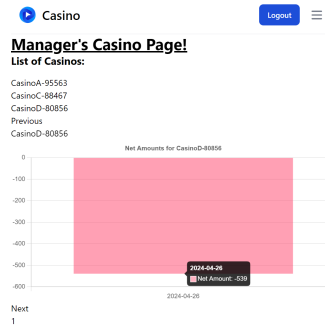 Casino
Logout
Manager's Casino Page!
List of Casinos:
CasinoA-95563
CasinoC-88467
CasinoD-80856
Previous
CasinoD-80856
Net Amounts for CasinoD-80856
0
-100
-200
-300
-400
-500
-600
2024-04-26
Net Amount: -539
2024-04-26
Next
1